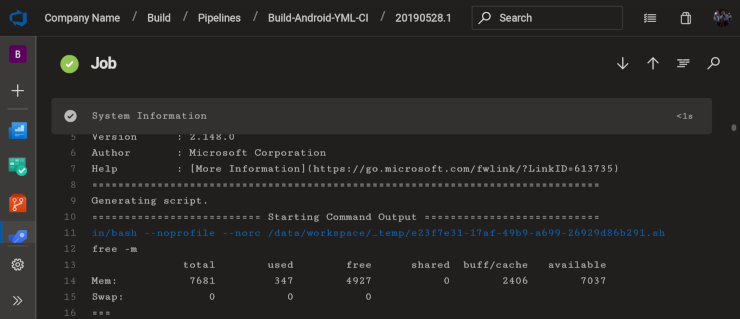 Company Name / Build / Pipelines / Build-Android-YML-CI / 20190528.1 Search
B
Job
System Information <1s
5 Version : 2.148.0
6 Author : Microsoft Corporation
7 Help : [More Information](https://go.microsoft.com/fwlink/?LinkID=613735)
8 ==============================================================================
9 Generating script.
10 ========================== Starting Command Output ===========================
11 in/bash --noprofile --norc /data/workspace/_temp/e23f7e31-17af-49b9-a699-26929d86b291.sh
12 free -m
13 total used free shared buff/cache available
14 Mem: 7681 347 4927 0 2406 7037
15 Swap: 0 0 0
16 ===